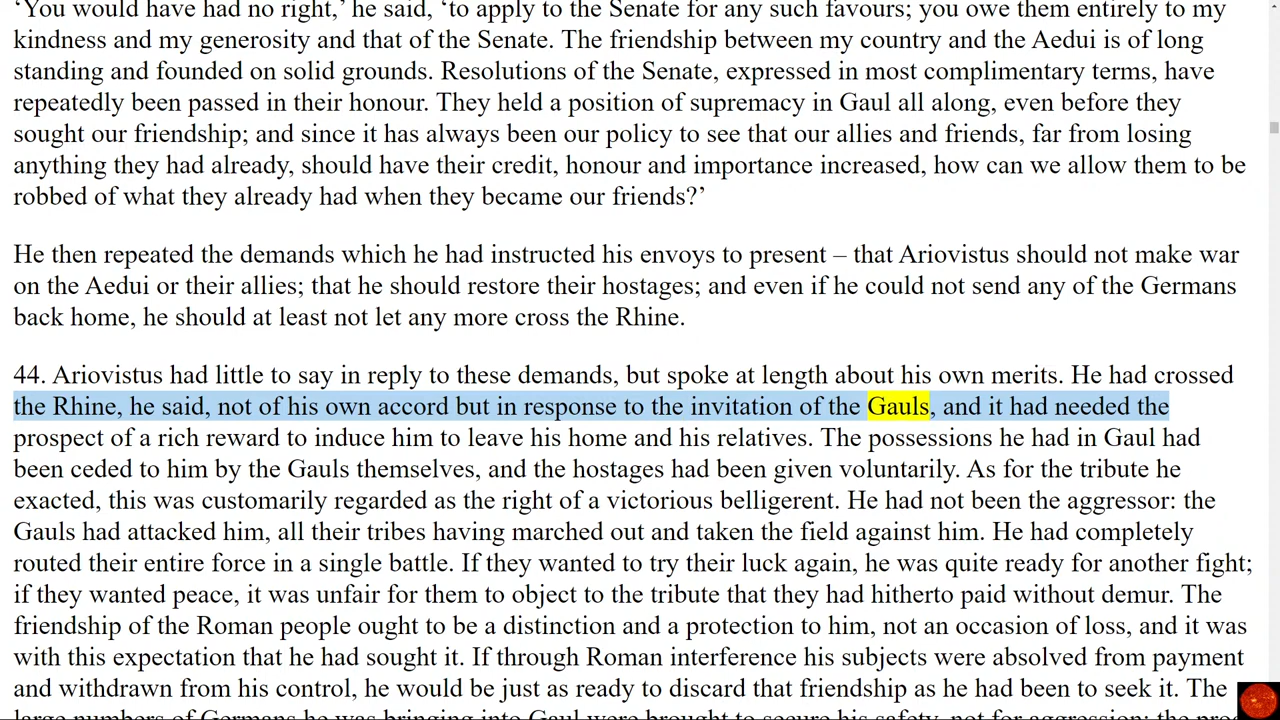 ‘You would have had no right,’ he said, ‘to apply to the Senate for any such favours; you owe them entirely to my
kindness and my generosity and that of the Senate. The friendship between my country and the Aedui is of long
standing and founded on solid grounds. Resolutions of the Senate, expressed in most complimentary terms, have
repeatedly been passed in their honour. They held a position of supremacy in Gaul all along, even before they
sought our friendship; and since it has always been our policy to see that our allies and friends, far from losing
anything they had already, should have their credit, honour and importance increased, how can we allow them to be
robbed of what they already had when they became our friends?’
He then repeated the demands which he had instructed his envoys to present – that Ariovistus should not make war
on the Aedui or their allies; that he should restore their hostages; and even if he could not send any of the Germans
back home, he should at least not let any more cross the Rhine.
44. Ariovistus had little to say in reply to these demands, but spoke at length about his own merits. He had crossed
the Rhine, he said, not of his own accord but in response to the invitation of the Gauls, and it had needed the
prospect of a rich reward to induce him to leave his home and his relatives. The possessions he had in Gaul had
been ceded to him by the Gauls themselves, and the hostages had been given voluntarily. As for the tribute he
exacted, this was customarily regarded as the right of a victorious belligerent. He had not been the aggressor: the
Gauls had attacked him, all their tribes having marched out and taken the field against him. He had completely
routed their entire force in a single battle. If they wanted to try their luck again, he was quite ready for another fight;
if they wanted peace, it was unfair for them to object to the tribute that they had hitherto paid without demur. The
friendship of the Roman people ought to be a distinction and a protection to him, not an occasion of loss, and it was
with this expectation that he had sought it. If through Roman interference his subjects were absolved from payment
and withdrawn from his control, he would be just as ready to discard that friendship as he had been to seek it. The
large numbers of Germans he was bringing into Gaul were brought to secure his safety, not for aggression; the